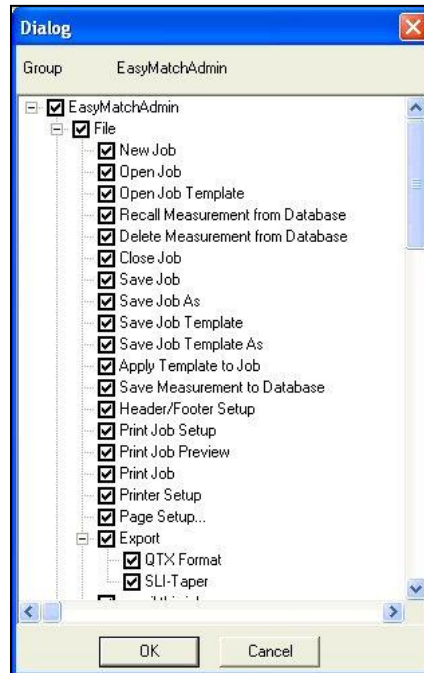 Dialog
Group EasyMatchAdmin
EasyMatchAdmin
File
New Job
Open Job
Open Job Template
Recall Measurement from Database
Delete Measurement from Database
Close Job
Save Job
Save Job As
Save Job Template
Save Job Template As
Apply Template to Job
Save Measurement to Database
Header/Footer Setup
Print Job Setup
Print Job Preview
Print Job
Printer Setup
Page Setup...
Export
QTX Format
SLI-Taper
OK Cancel